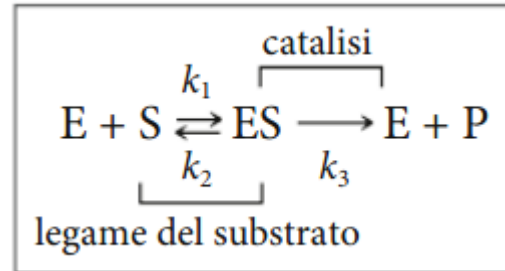 catalisi
k₁
E + S ⇌ ES ⟶ E + P
k₂ k₃
legame del substrato